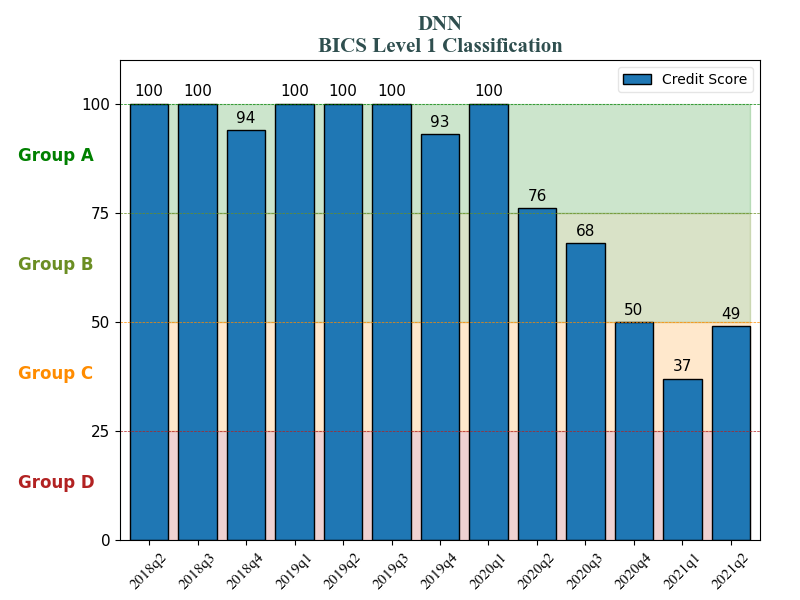 DNN
BICS Level 1 Classification
Credit Score
100 100 94 100 100 100 93 100 76 68 50 37 49
100
Group A
75
Group B
50
Group C
25
Group D
0
2018q2 2018q3 2018q4 2019q1 2019q2 2019q3 2019q4 2020q1 2020q2 2020q3 2020q4 2021q1 2021q2